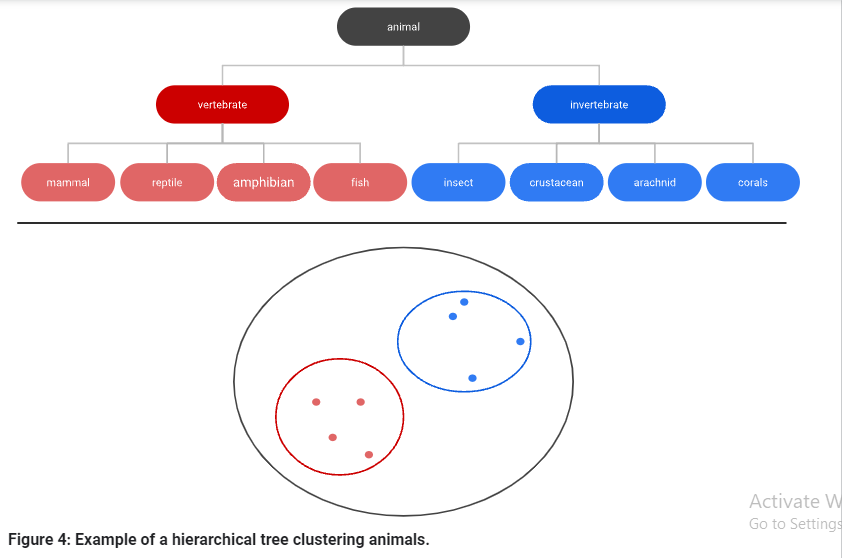 animal
vertebrate invertebrate
mammal reptile amphibian fish insect crustacean arachnid corals
Activate W
Go to Settings
Figure 4: Example of a hierarchical tree clustering animals.